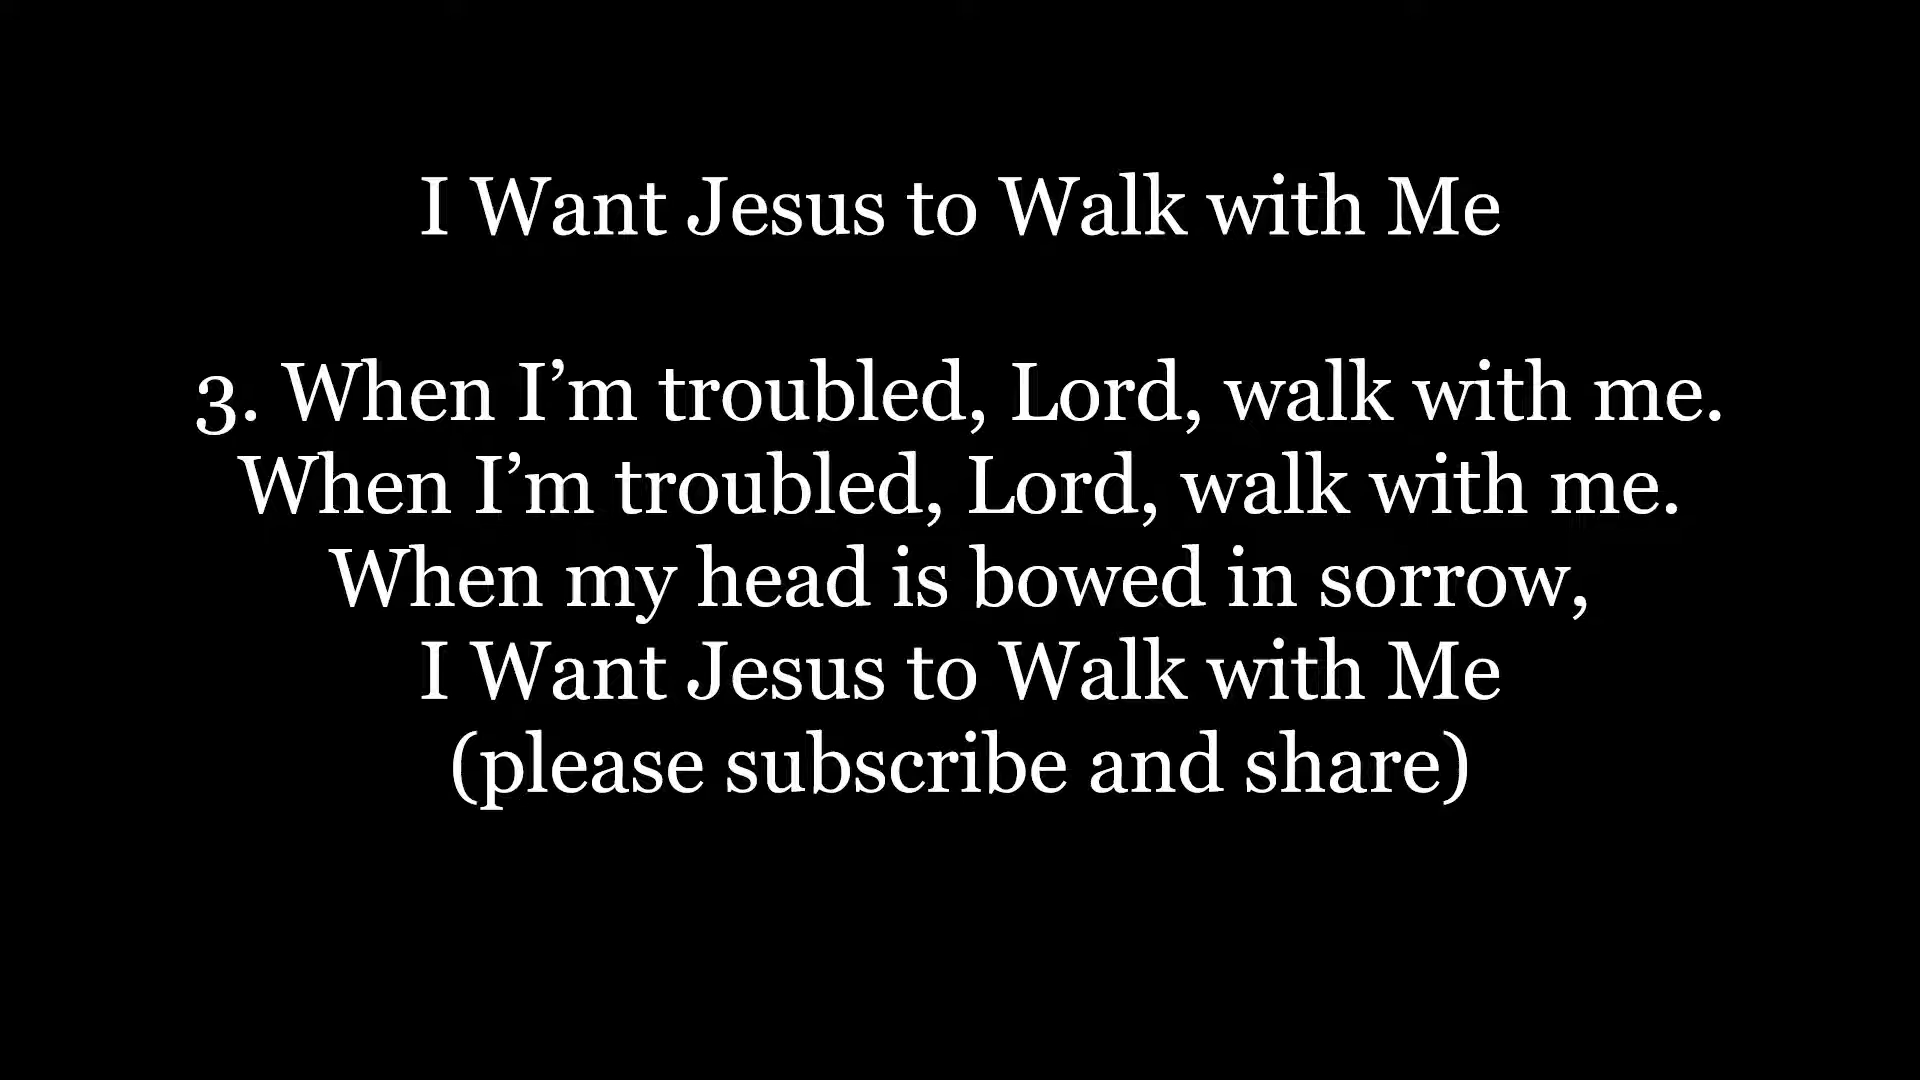 I Want Jesus to Walk with Me
3. When I’m troubled, Lord, walk with me.
When I’m troubled, Lord, walk with me.
When my head is bowed in sorrow,
I Want Jesus to Walk with Me
(please subscribe and share)